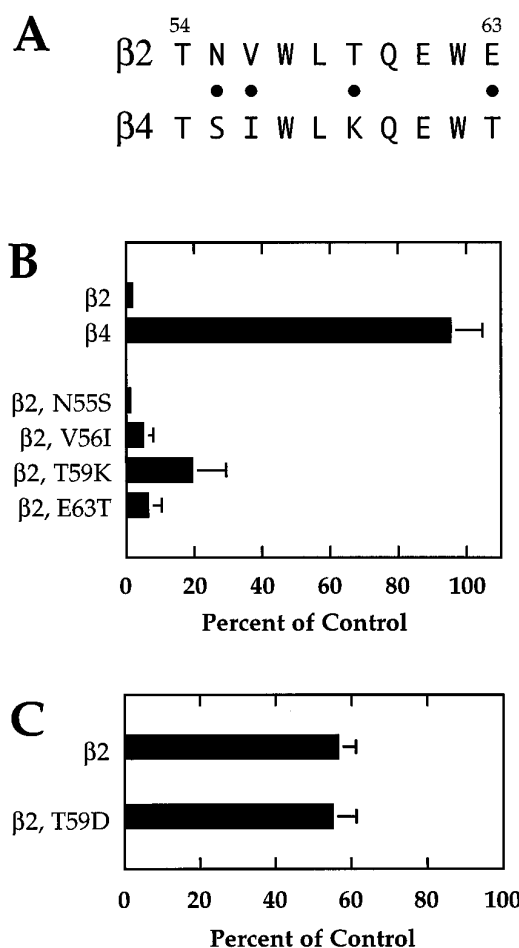 A
54 63
β2 T N V W L T Q E W E
β4 T S I W L K Q E W T
B
β2
β4
β2, N55S
β2, V56I
β2, T59K
β2, E63T
0 20 40 60 80 100
Percent of Control
C
β2
β2, T59D
0 20 40 60 80 100
Percent of Control